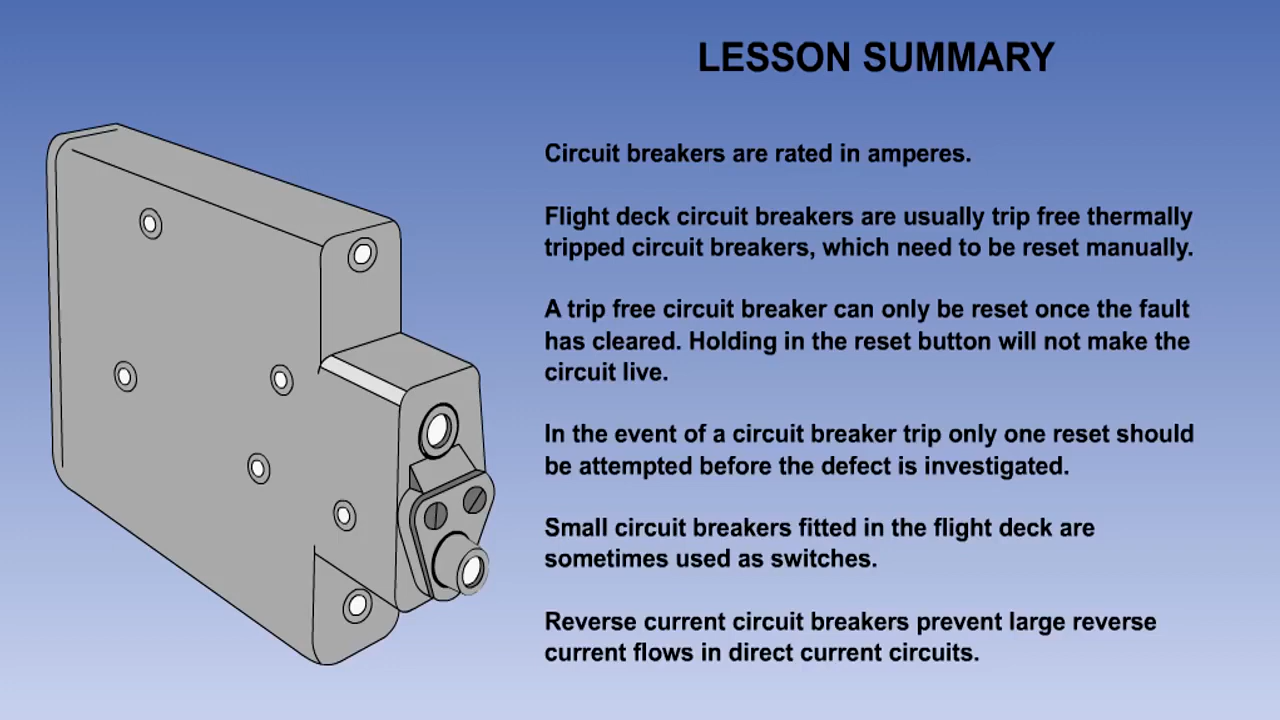 LESSON SUMMARY
Circuit breakers are rated in amperes.
Flight deck circuit breakers are usually trip free thermally
tripped circuit breakers, which need to be reset manually.
A trip free circuit breaker can only be reset once the fault
has cleared. Holding in the reset button will not make the
circuit live.
In the event of a circuit breaker trip only one reset should
be attempted before the defect is investigated.
Small circuit breakers fitted in the flight deck are
sometimes used as switches.
Reverse current circuit breakers prevent large reverse
current flows in direct current circuits.